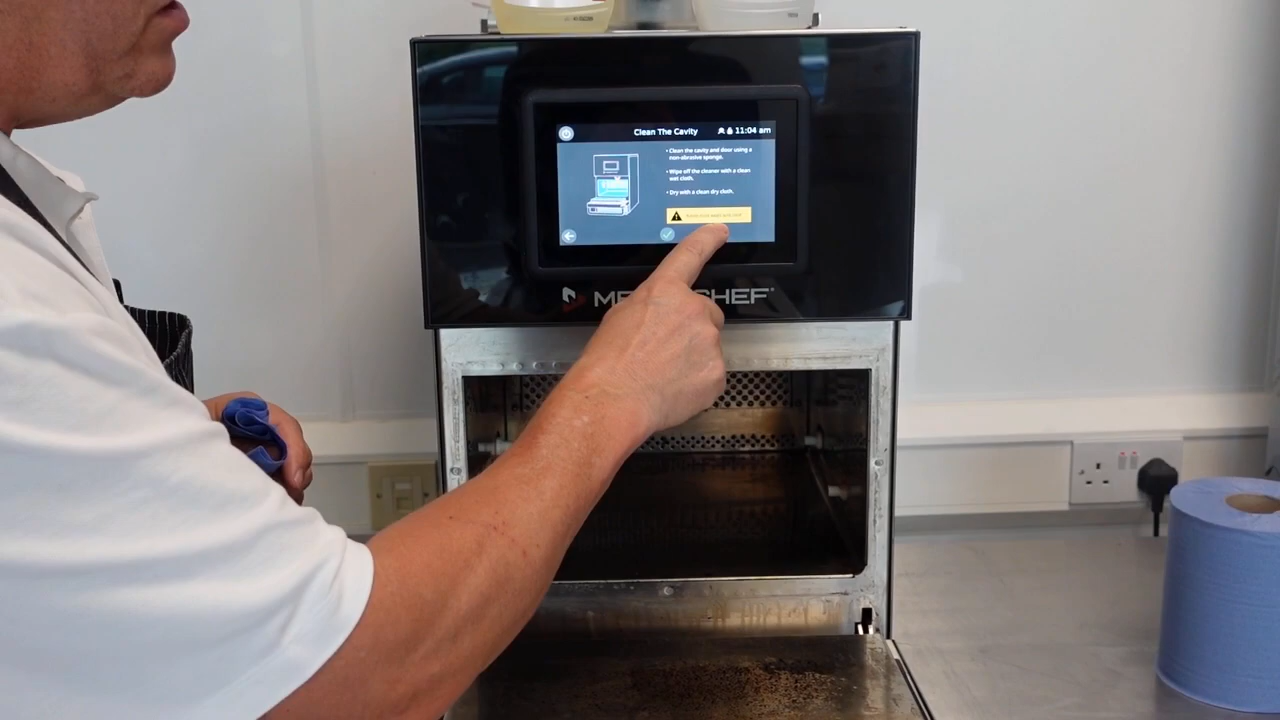 Clean The Cavity
11:04 am
• Clean the cavity and door using a
non-abrasive sponge.
• Wipe off the cleaner with a clean
wet cloth.
• Dry with a clean dry cloth.